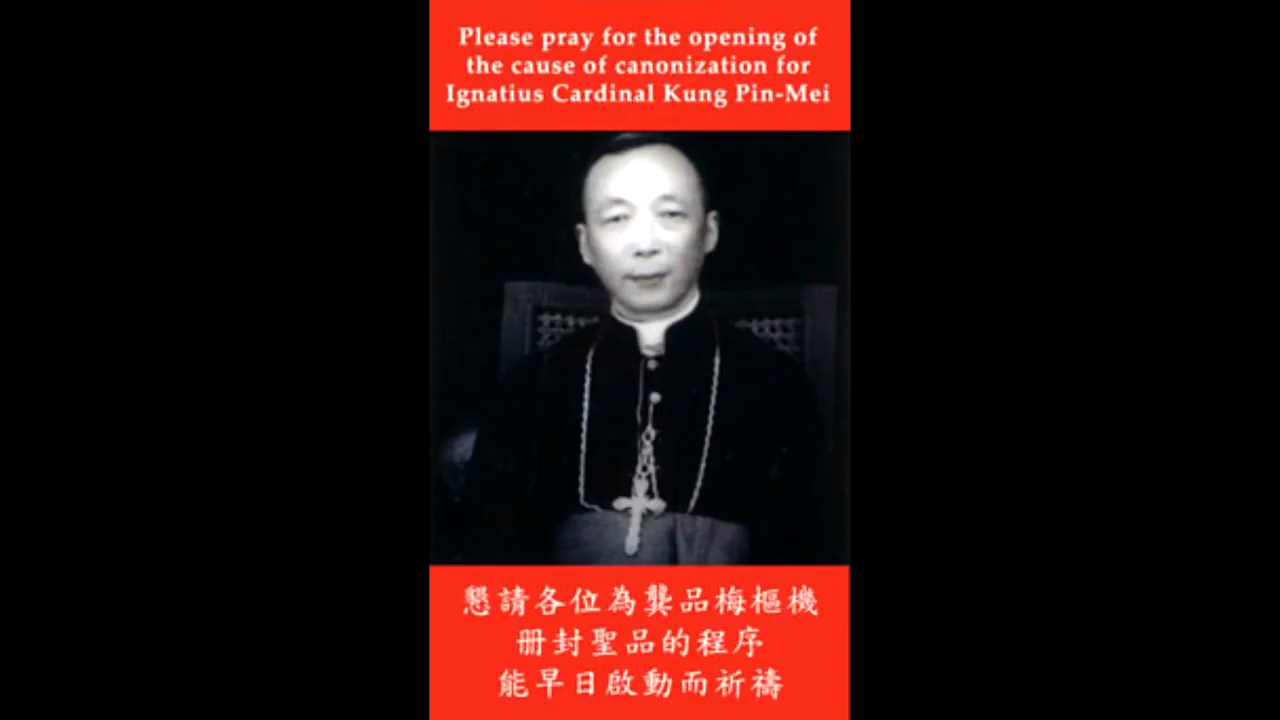 Please pray for the opening of
the cause of canonization for
Ignatius Cardinal Kung Pin-Mei
懇請各位為龔品梅樞機
冊封聖品的程序
能早日啟動而祈禱